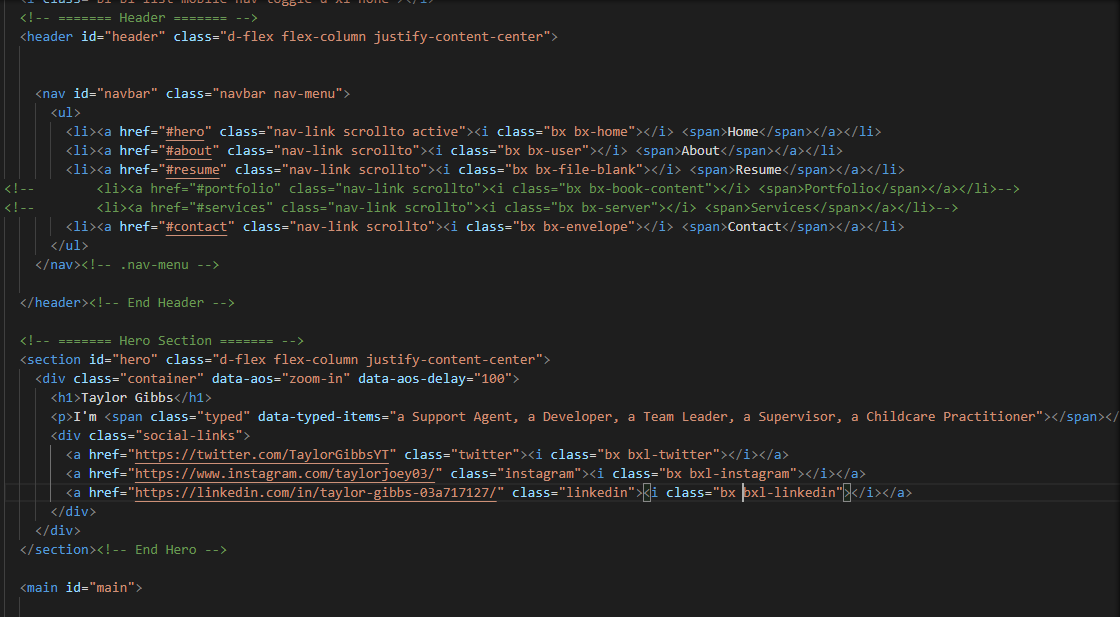 <i class="bi bi-list mobile-nav-toggle d-xl-none"></i>
<!-- ======= Header ======= -->
<header id="header" class="d-flex flex-column justify-content-center">
<nav id="navbar" class="navbar nav-menu">
<ul>
<li><a href="#hero" class="nav-link scrollto active"><i class="bx bx-home"></i> <span>Home</span></a></li>
<li><a href="#about" class="nav-link scrollto"><i class="bx bx-user"></i> <span>About</span></a></li>
<li><a href="#resume" class="nav-link scrollto"><i class="bx bx-file-blank"></i> <span>Resume</span></a></li>
<!-- <li><a href="#portfolio" class="nav-link scrollto"><i class="bx bx-book-content"></i> <span>Portfolio</span></a></li>-->
<!-- <li><a href="#services" class="nav-link scrollto"><i class="bx bx-server"></i> <span>Services</span></a></li>-->
<li><a href="#contact" class="nav-link scrollto"><i class="bx bx-envelope"></i> <span>Contact</span></a></li>
</ul>
</nav><!-- .nav-menu -->
</header><!-- End Header -->
<!-- ======= Hero Section ======= -->
<section id="hero" class="d-flex flex-column justify-content-center">
<div class="container" data-aos="zoom-in" data-aos-delay="100">
<h1>Taylor Gibbs</h1>
<p>I'm <span class="typed" data-typed-items="a Support Agent, a Developer, a Team Leader, a Supervisor, a Childcare Practitioner"></span></
<div class="social-links">
<a href="https://twitter.com/TaylorGibbsYT" class="twitter"><i class="bx bxl-twitter"></i></a>
<a href="https://www.instagram.com/taylorjoey03/" class="instagram"><i class="bx bxl-instagram"></i></a>
<a href="https://linkedin.com/in/taylor-gibbs-03a717127/" class="linkedin"><i class="bx bxl-linkedin"></i></a>
</div>
</div>
</section><!-- End Hero -->
<main id="main">